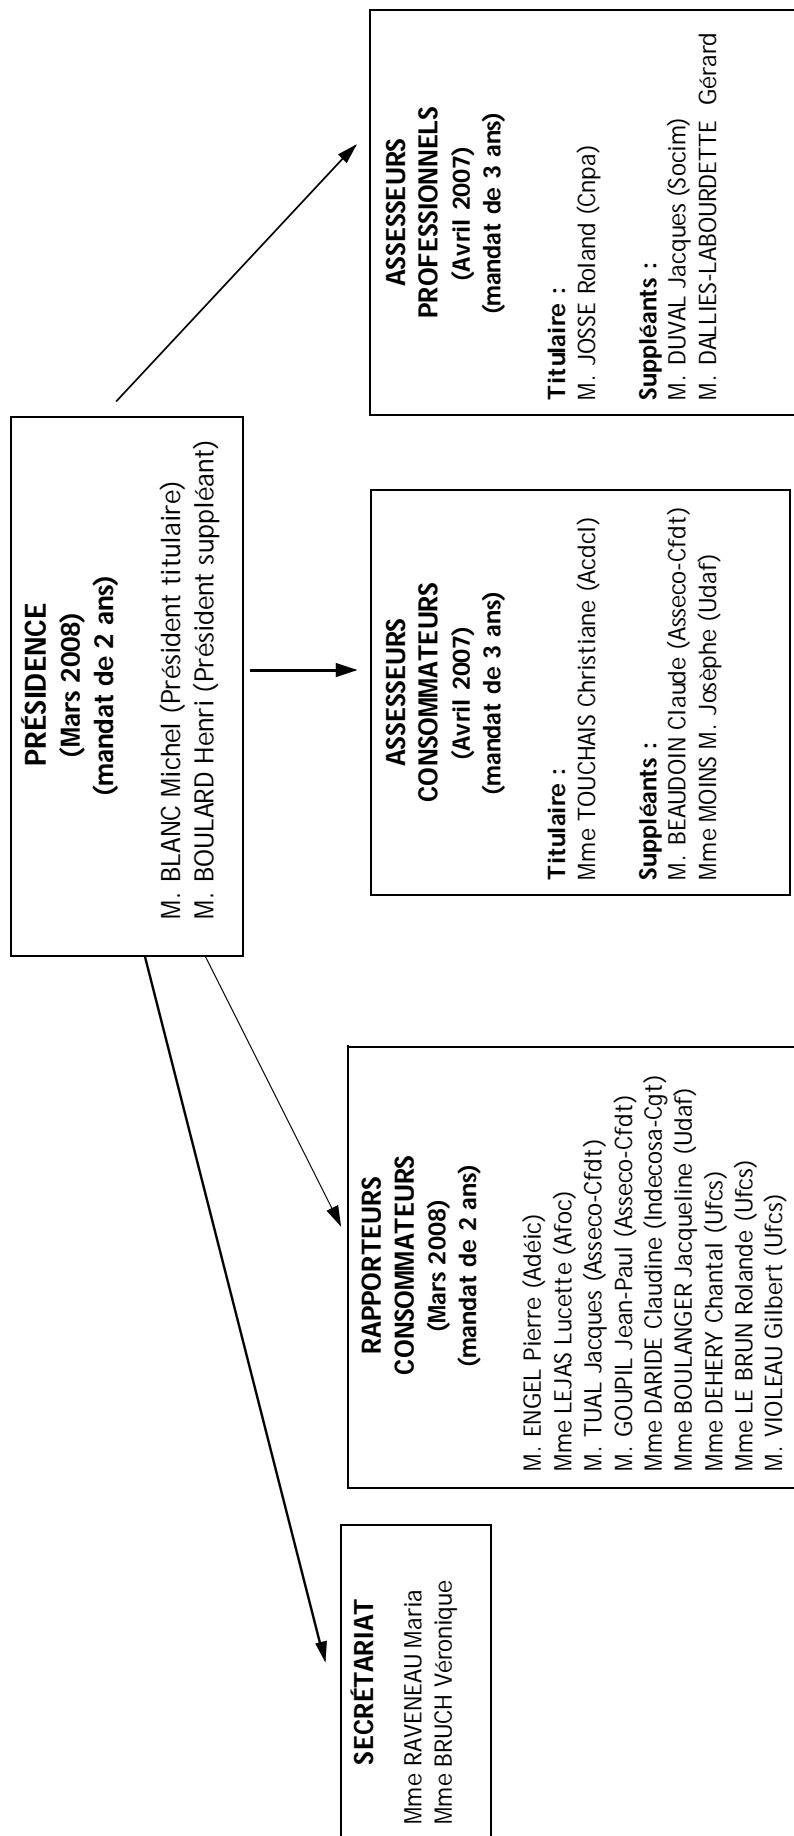 PRÉSIDENCE
(Mars 2008)
(mandat de 2 ans)
M. BLANC Michel (Président titulaire)
M. BOULARD Henri (Président suppléant)
SECRÉTARIAT
Mme RAVENEAU Maria
Mme BRUCH Véronique
RAPPORTEURS
CONSOMMATEURS
(Mars 2008)
(mandat de 2 ans)
M. ENGEL Pierre (Adéic)
Mme LEJAS Lucette (Afoc)
M. TUAL Jacques (Asseco-Cfdt)
M. GOUPIL Jean-Paul (Asseco-Cfdt)
Mme DARIDE Claudine (Indecosa-Cgt)
Mme BOULANGER Jacqueline (Udaf)
Mme DEHERY Chantal (Ufcs)
Mme LE BRUN Rolande (Ufcs)
M. VIOLEAU Gilbert (Ufcs)
ASSESSEURS
CONSOMMATEURS
(Avril 2007)
(mandat de 3 ans)
Titulaire :
Mme TOUCHAIS Christiane (Acdcl)
Suppléants :
M. BEAUDOIN Claude (Asseco-Cfdt)
Mme MOINS M. Josèphe (Udaf)
ASSESSEURS
PROFESSIONNELS
(Avril 2007)
(mandat de 3 ans)
Titulaire :
M. JOSSE Roland (Cnpa)
Suppléants :
M. DUVAL Jacques (Socim)
M. DALLIES-LABOURDETTE Gérard